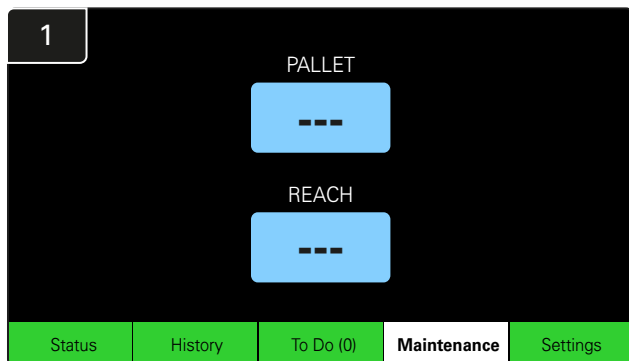 1
PALLET
---
REACH
---
Status History To Do (0) Maintenance Settings